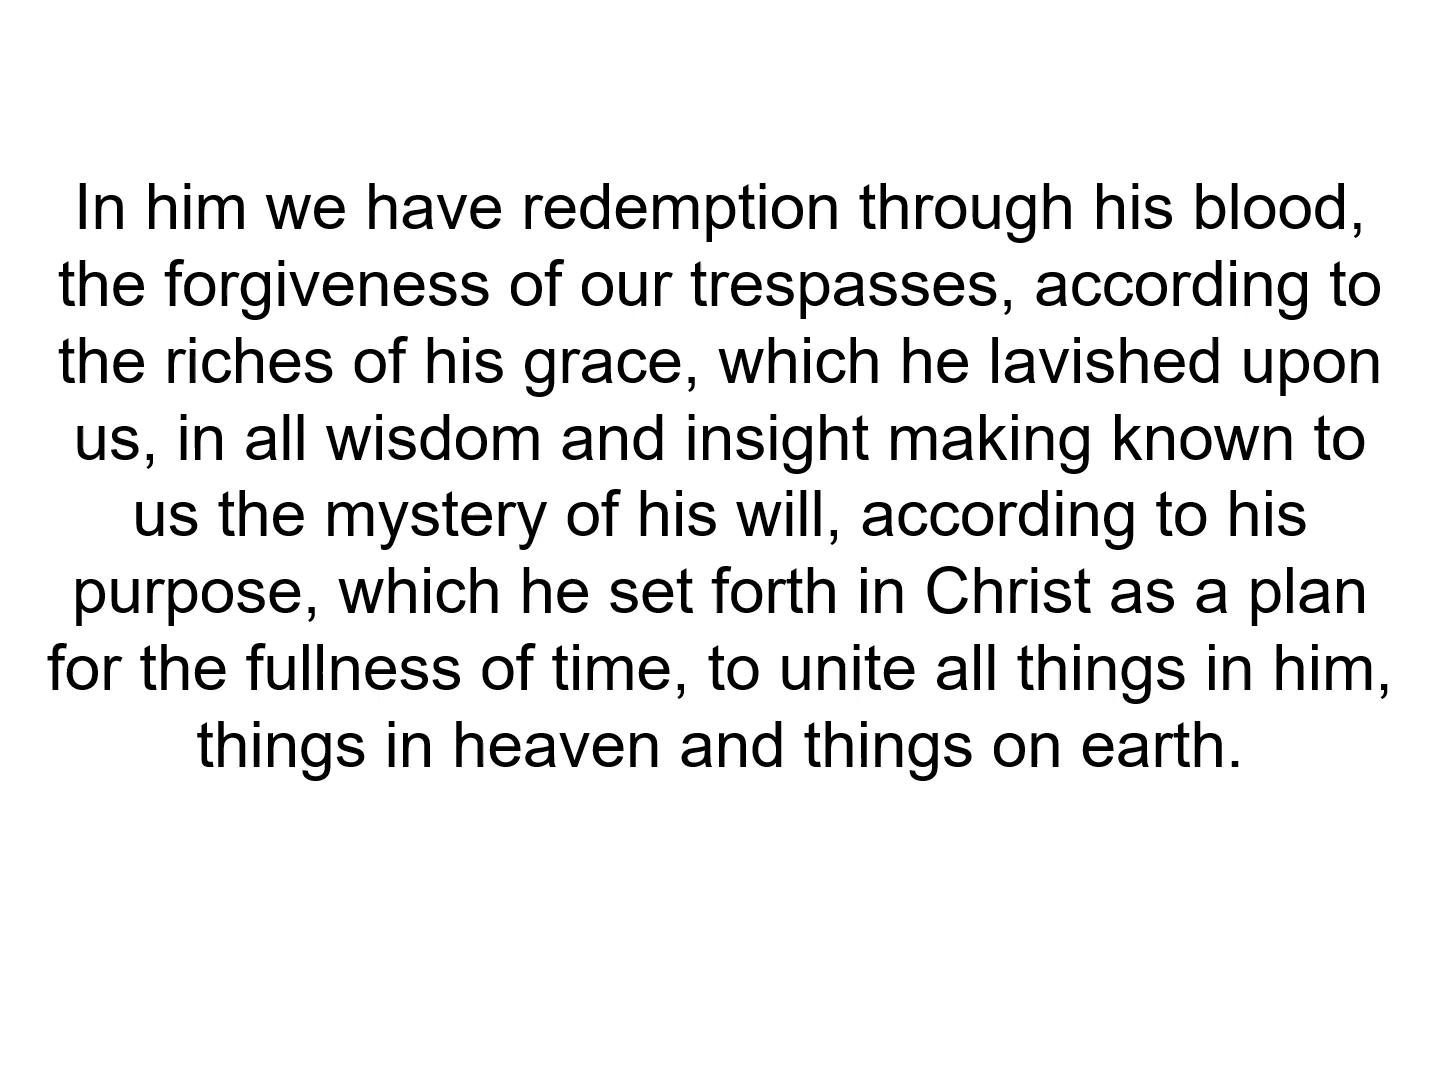 In him we have redemption through his blood,
the forgiveness of our trespasses, according to
the riches of his grace, which he lavished upon
us, in all wisdom and insight making known to
us the mystery of his will, according to his
purpose, which he set forth in Christ as a plan
for the fullness of time, to unite all things in him,
things in heaven and things on earth.